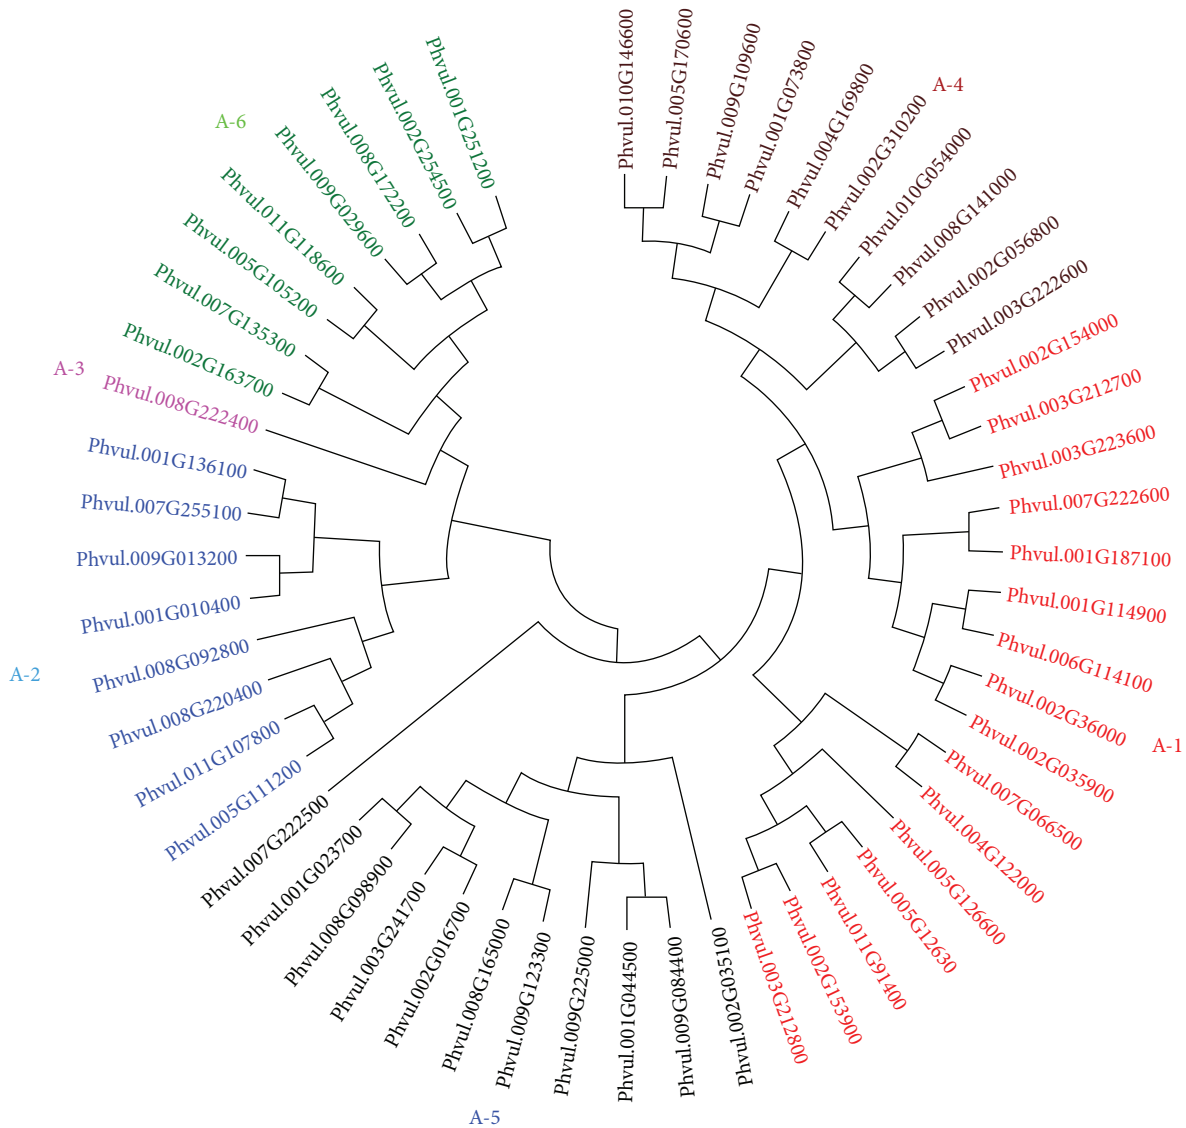 Phvul.010G146600
Phvul.005G170600
Phvul.009G109600
Phvul.001G073800
Phvul.004G169800
A-4
Phvul.002G310200
Phvul.010G054000
Phvul.008G141000
Phvul.002G056800
Phvul.003G222600
Phvul.002G154000
Phvul.003G212700
Phvul.003G223600
Phvul.007G222600
Phvul.001G187100
Phvul.001G114900
Phvul.006G114100
Phvul.002G36000
A-1
Phvul.002G035900
Phvul.007G066500
Phvul.004G122000
Phvul.005G126600
Phvul.005G12630
Phvul.011G91400
Phvul.002G153900
Phvul.003G212800
Phvul.002G035100
Phvul.009G084400
Phvul.001G044500
Phvul.009G225000
A-5
Phvul.009G123300
Phvul.008G165000
Phvul.002G016700
Phvul.003G241700
Phvul.008G098900
Phvul.001G023700
Phvul.007G222500
Phvul.005G111200
Phvul.011G107800
Phvul.008G220400
Phvul.008G092800
A-2
Phvul.001G010400
Phvul.009G013200
Phvul.007G255100
Phvul.001G136100
Phvul.008G222400
A-3
Phvul.002G163700
Phvul.007G135300
Phvul.005G105200
Phvul.011G118600
Phvul.009G029600
A-6
Phvul.008G172200
Phvul.002G254500
Phvul.001G251200